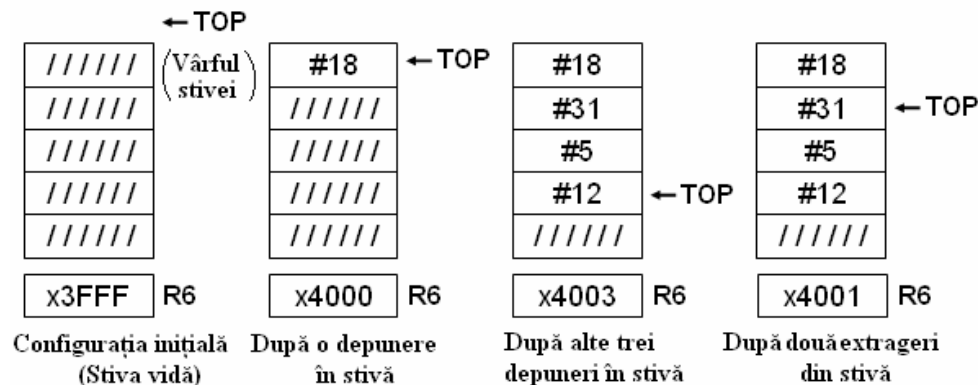 ← TOP
(Vârful stivei)
//////
//////
//////
//////
//////
x3FFF R6
Configurația inițială
(Stiva vidă)
#18 ← TOP
//////
//////
//////
//////
x4000 R6
După o depunere
în stivă
#18
#31
#5
#12 ← TOP
//////
x4003 R6
După alte trei
depuneri în stivă
#18
#31 ← TOP
#5
#12
//////
x4001 R6
După două extrageri
din stivă